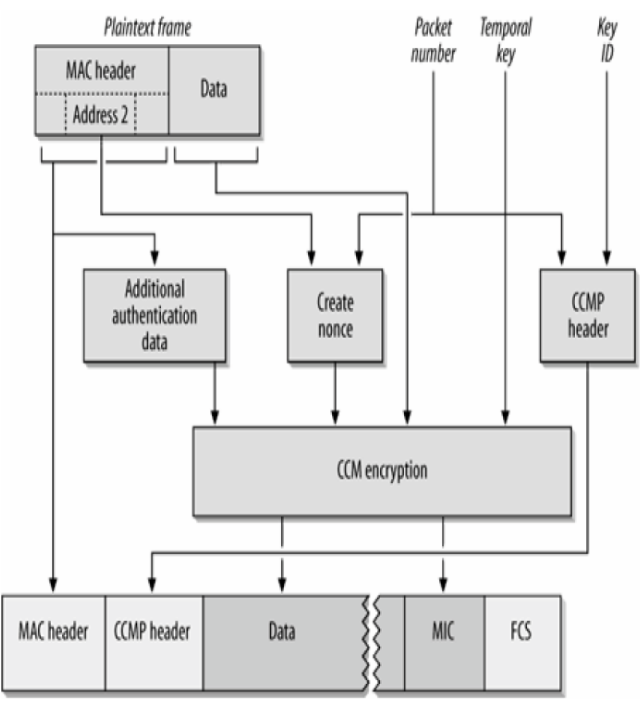 Plaintext frame
Packet
number
Temporal
key
Key
ID
MAC header
Data
Address 2
Additional
authentication
data
Create
nonce
CCMP
header
CCM encryption
MAC header
CCMP header
Data
MIC
FCS